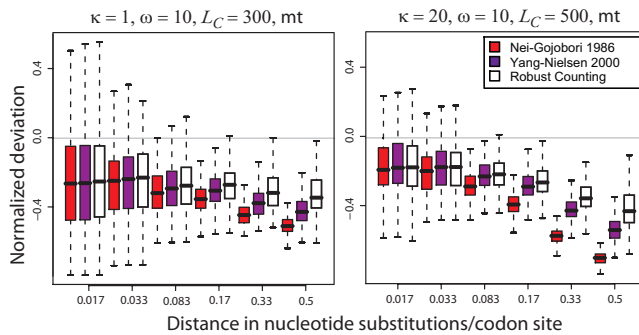 κ = 1, ω = 10, L_C = 300, mt
κ = 20, ω = 10, L_C = 500, mt
Nei-Gojobori 1986
Yang-Nielsen 2000
Robust Counting
Normalized deviation
0.4
0.0
−0.4
0.4
0.0
−0.4
0.017 0.033 0.083 0.17 0.33 0.5
0.017 0.033 0.083 0.17 0.33 0.5
Distance in nucleotide substitutions/codon site